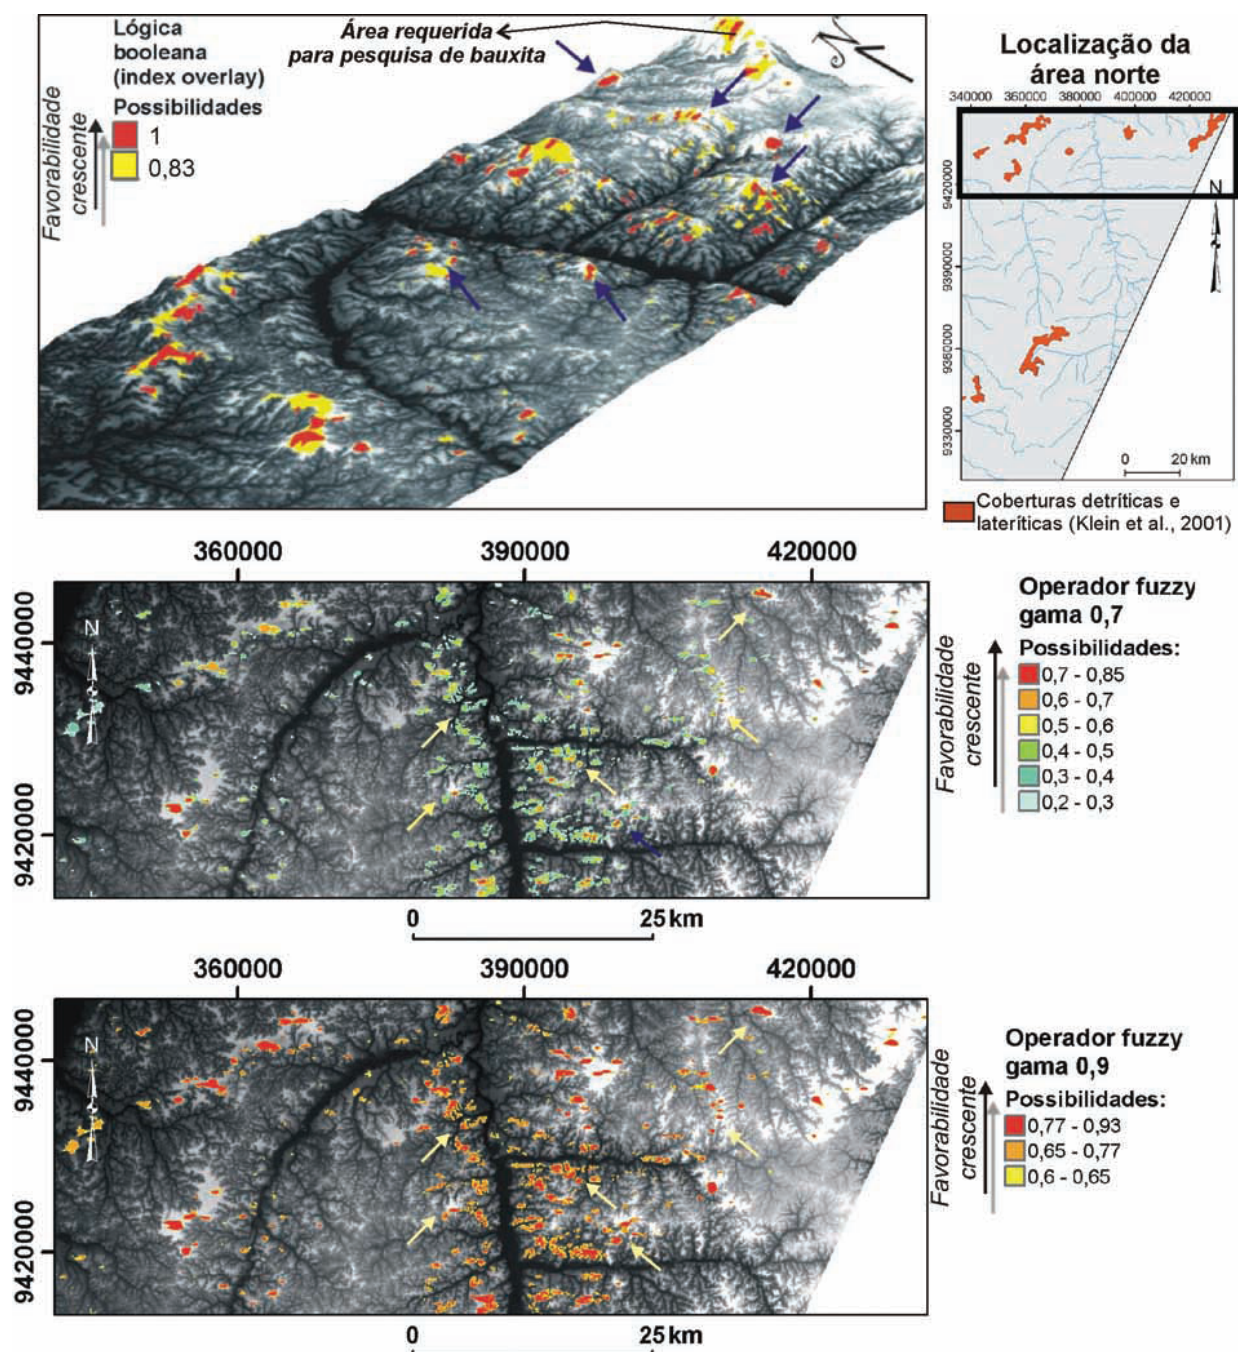 Lógica
booleana
(index overlay)
Possibilidades
1
0,83
Favorabilidade
crescente
Área requerida
para pesquisa de bauxita
N
Localização da
área norte
340000 360000 380000 400000 420000
9420000
9390000
9360000
9330000
N
0 20 km
Coberturas detríticas e
lateríticas (Klein et al., 2001)
360000 390000 420000
9440000
9420000
N
0 25 km
Favorabilidade
crescente
Operador fuzzy
gama 0,7
Possibilidades:
0,7 - 0,85
0,6 - 0,7
0,5 - 0,6
0,4 - 0,5
0,3 - 0,4
0,2 - 0,3
360000 390000 420000
9440000
9420000
N
0 25 km
Favorabilidade
crescente
Operador fuzzy
gama 0,9
Possibilidades:
0,77 - 0,93
0,65 - 0,77
0,6 - 0,65